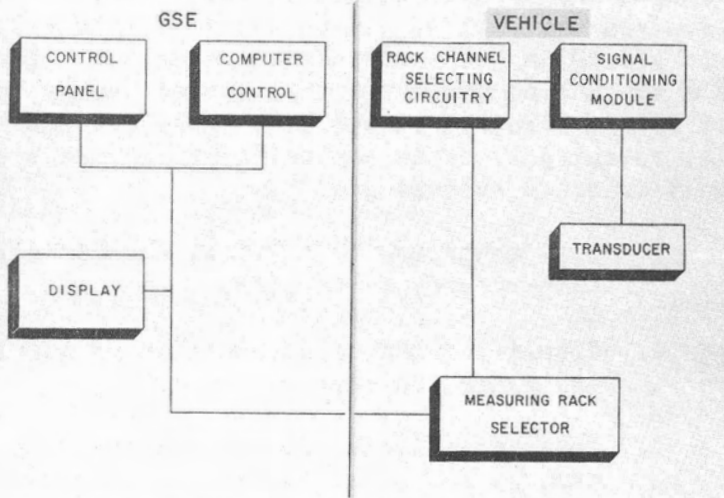 GSE
VEHICLE
CONTROL
PANEL
COMPUTER
CONTROL
RACK CHANNEL
SELECTING
CIRCUITRY
SIGNAL
CONDITIONING
MODULE
TRANSDUCER
DISPLAY
MEASURING RACK
SELECTOR